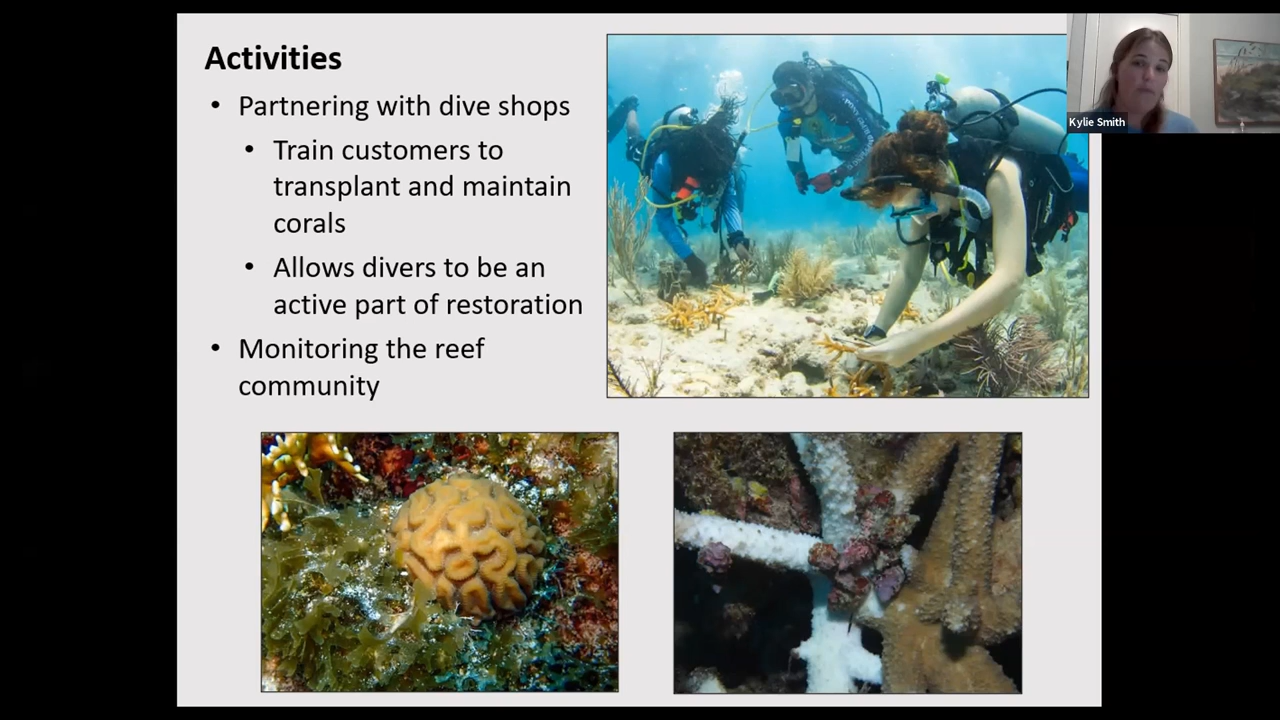 Activities
• Partnering with dive shops
• Train customers to
transplant and maintain
corals
• Allows divers to be an
active part of restoration
• Monitoring the reef
community
Kylie Smith